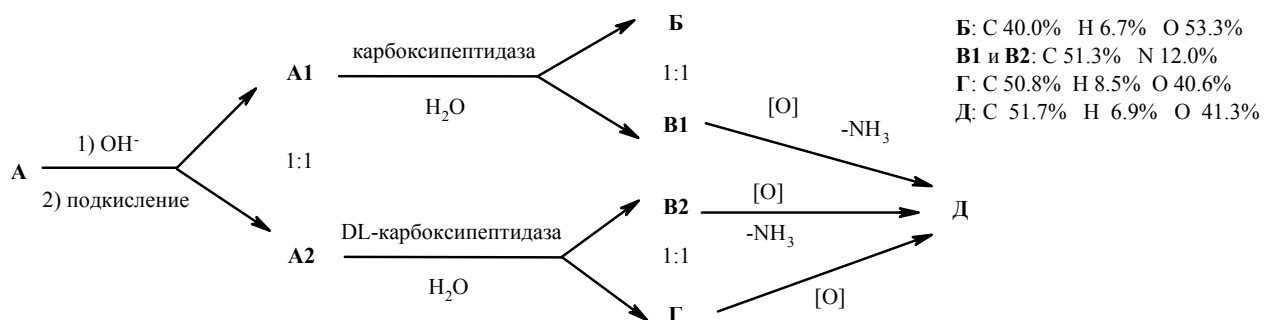 Б
Б: C 40.0% H 6.7% O 53.3%
В1 и В2: C 51.3% N 12.0%
Г: C 50.8% H 8.5% O 40.6%
Д: C 51.7% H 6.9% O 41.3%
А1
карбоксипептидаза
H2O
1:1
В1
[O]
-NH3
А
1) OH-
2) подкисление
1:1
Д
А2
DL-карбоксипептидаза
H2O
В2
[O]
-NH3
1:1
Г
[O]